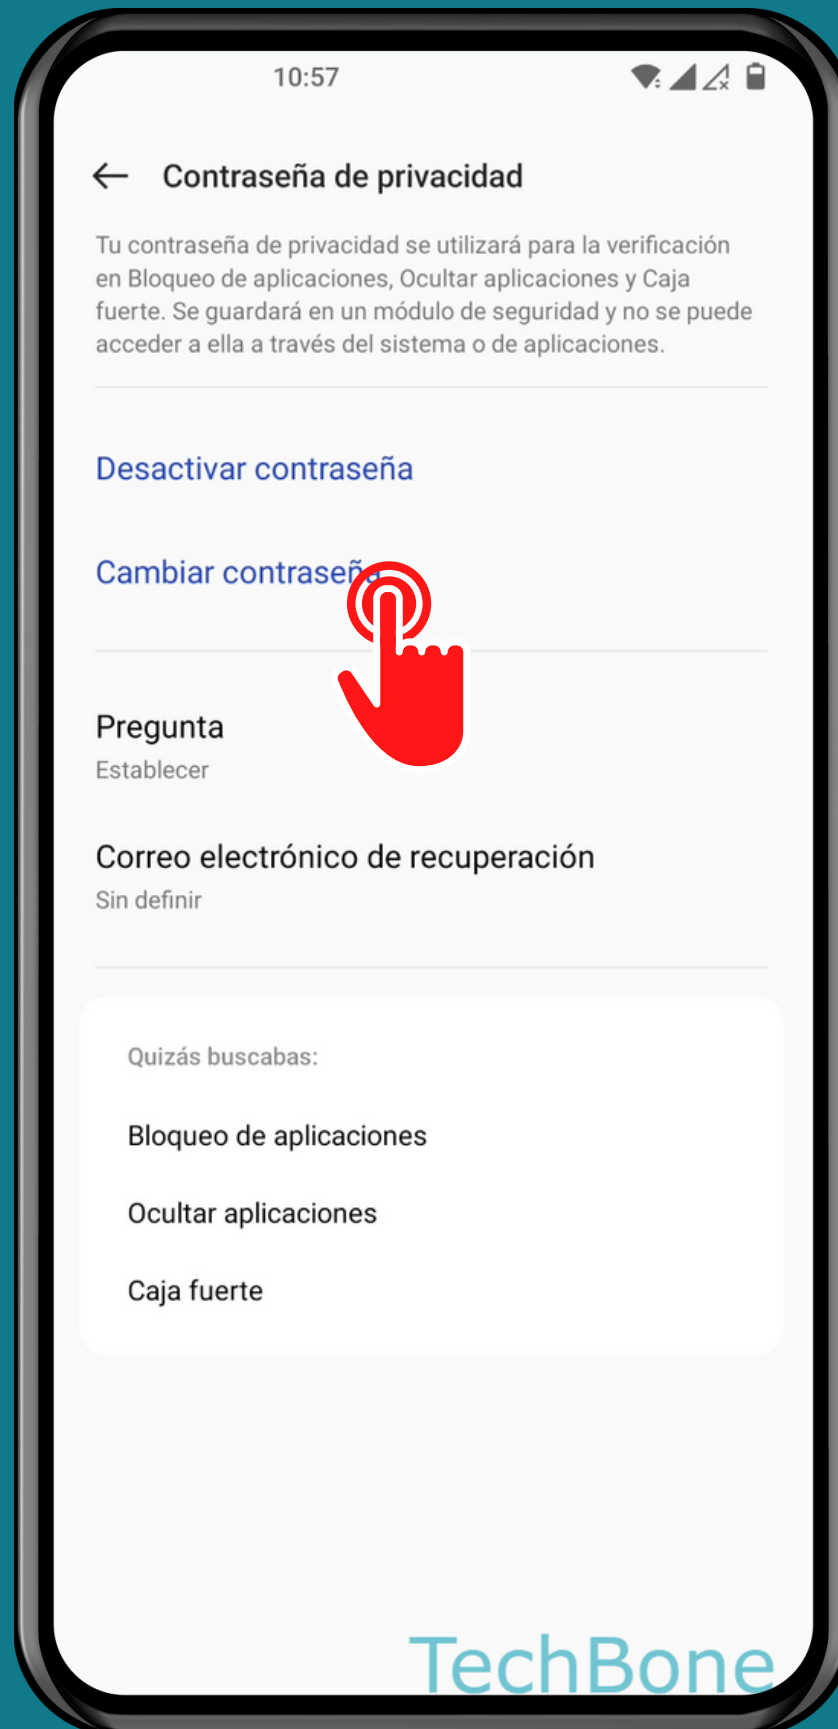 10:57
Contraseña de privacidad
Tu contraseña de privacidad se utilizará para la verificación
en Bloqueo de aplicaciones, Ocultar aplicaciones y Caja
fuerte. Se guardará en un módulo de seguridad y no se puede
acceder a ella a través del sistema o de aplicaciones.
Desactivar contraseña
Cambiar contraseña
Pregunta
Establecer
Correo electrónico de recuperación
Sin definir
Quizás buscabas:
Bloqueo de aplicaciones
Ocultar aplicaciones
Caja fuerte
TechBone